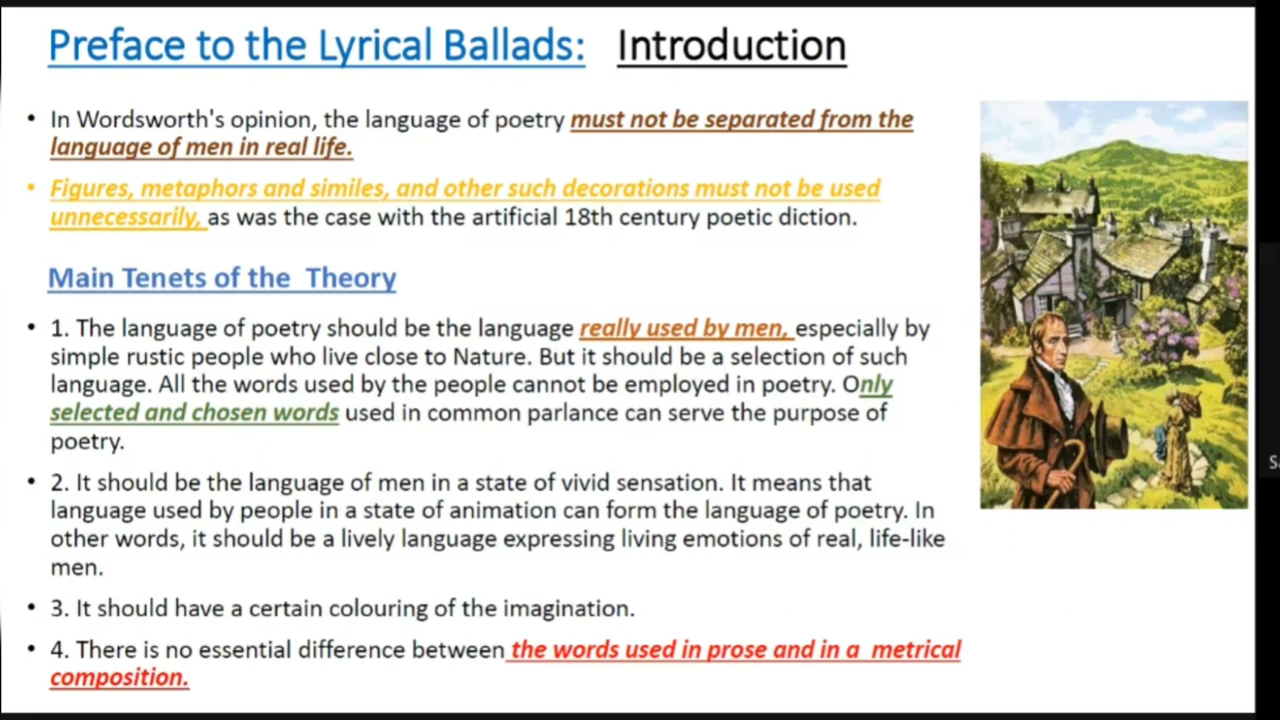 Preface to the Lyrical Ballads: Introduction
• In Wordsworth's opinion, the language of poetry must not be separated from the
language of men in real life.
• Figures, metaphors and similes, and other such decorations must not be used
unnecessarily, as was the case with the artificial 18th century poetic diction.
Main Tenets of the Theory
• 1. The language of poetry should be the language really used by men, especially by
simple rustic people who live close to Nature. But it should be a selection of such
language. All the words used by the people cannot be employed in poetry. Only
selected and chosen words used in common parlance can serve the purpose of
poetry.
• 2. It should be the language of men in a state of vivid sensation. It means that
language used by people in a state of animation can form the language of poetry. In
other words, it should be a lively language expressing living emotions of real, life-like
men.
• 3. It should have a certain colouring of the imagination.
• 4. There is no essential difference between the words used in prose and in a metrical
composition.